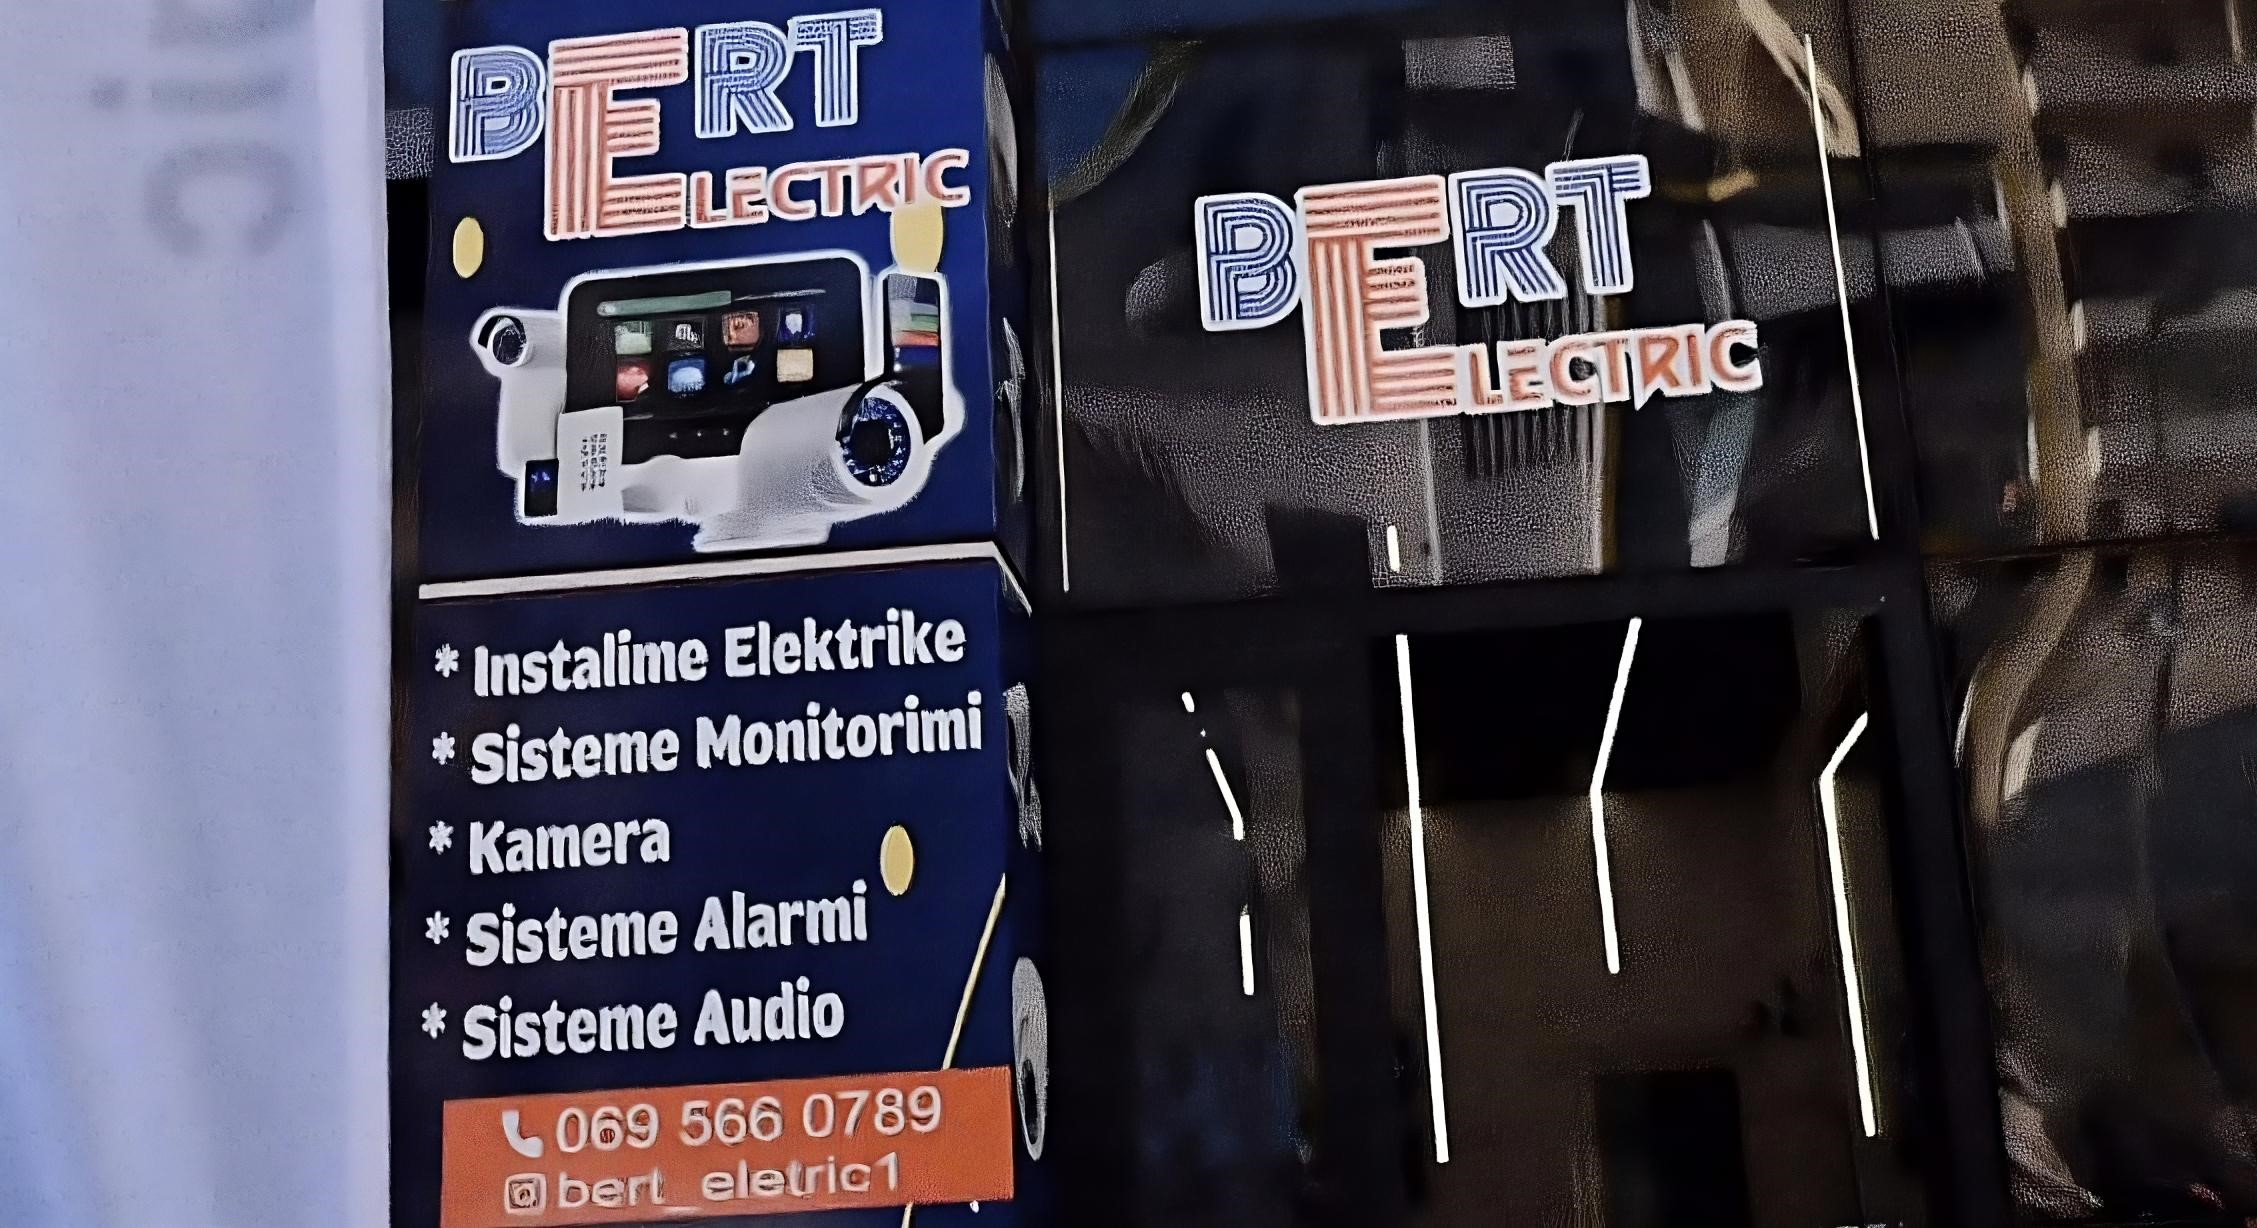 BERT
ELECTRIC
* Instalime Elektrike
* Sisteme Monitorimi
* Kamera
* Sisteme Alarmi
* Sisteme Audio
069 566 0789
bert_eletric1
BERT
ELECTRIC